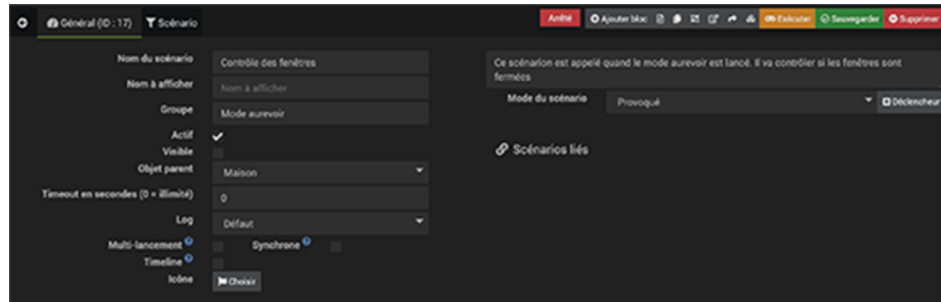 Général (ID : 17) Scénario
Arrêté Ajouter bloc Exécuter Sauvegarder Supprimer
Nom du scénario Contrôle des fenêtres
Nom à afficher Nom à afficher
Groupe Mode aurevoir
Actif
Visible
Objet parent Maison
Timeout en secondes (0 = illimité) 0
Log Défaut
Multi-lancement Synchrone
Timeline
Icône Choisir
Ce scénarion est appelé quand le mode aurevoir est lancé. Il va contrôler si les fenêtres sont
fermées
Mode du scénario Provoqué Déclencheur
Scénarios liés